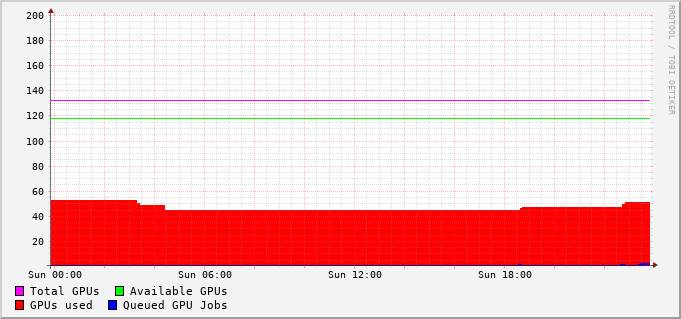 200
180
160
140
120
100
80
60
40
20
Sun 00:00 Sun 06:00 Sun 12:00 Sun 18:00
Total GPUs Available GPUs
GPUs used Queued GPU Jobs
RRDTOOL / TOBI OETIKER